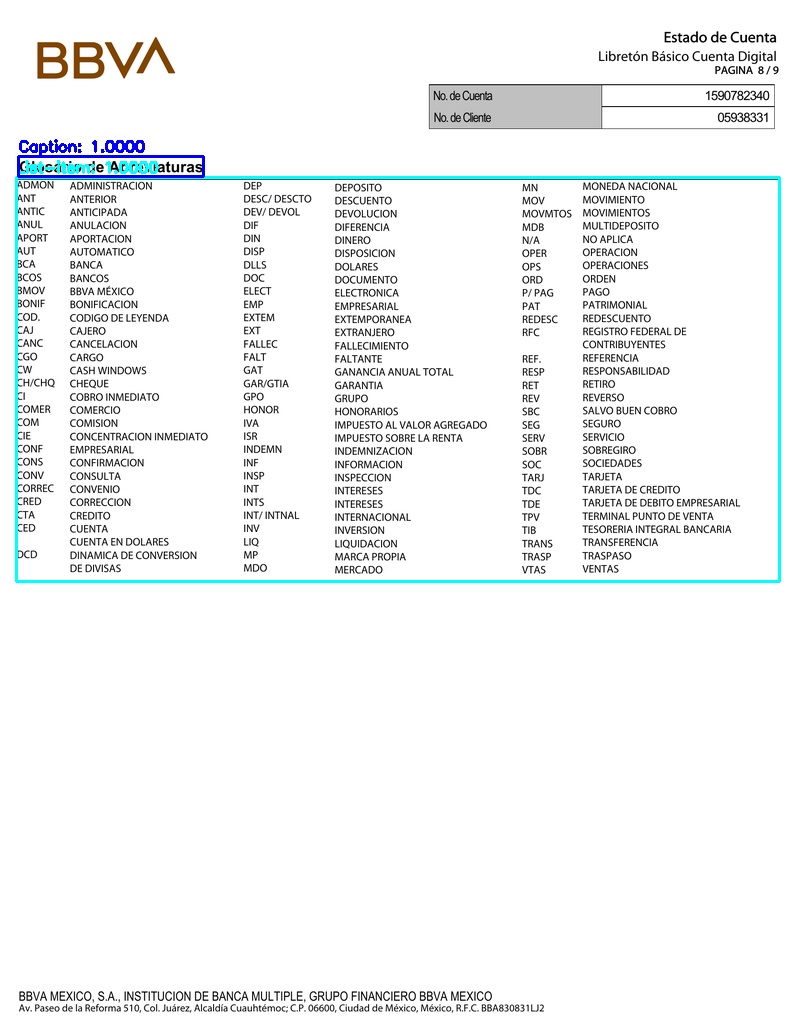 BBVA
Estado de Cuenta
Libretón Básico Cuenta Digital
PAGINA 8 / 9
No. de Cuenta 1590782340
No. de Cliente 05938331
Caption: 1.0000
ADMON ADMINISTRACION DEP DEPOSITO MN MONEDA NACIONAL
ANT ANTERIOR DESC/ DESCTO DESCUENTO MOV MOVIMIENTO
ANTIC ANTICIPADA DEV/ DEVOL DEVOLUCION MOVMTOS MOVIMIENTOS
ANUL ANULACION DIF DIFERENCIA MDB MULTIDEPOSITO
APORT APORTACION DIN DINERO N/A NO APLICA
AUT AUTOMATICO DISP DISPOSICION OPER OPERACION
BCA BANCA DLLS DOLARES OPS OPERACIONES
BCOS BANCOS DOC DOCUMENTO ORD ORDEN
BMOV BBVA MÉXICO ELECT ELECTRONICA P/ PAG PAGO
BONIF BONIFICACION EMP EMPRESARIAL PAT PATRIMONIAL
COD. CODIGO DE LEYENDA EXTEM EXTEMPORANEA REDESC REDESCUENTO
CAJ CAJERO EXT EXTRANJERO RFC REGISTRO FEDERAL DE
CANC CANCELACION FALLEC FALLECIMIENTO CONTRIBUYENTES
CGO CARGO FALT FALTANTE REF. REFERENCIA
CW CASH WINDOWS GAT GANANCIA ANUAL TOTAL RESP RESPONSABILIDAD
CH/CHQ CHEQUE GAR/GTIA GARANTIA RET RETIRO
CI COBRO INMEDIATO GPO GRUPO REV REVERSO
COMER COMERCIO HONOR HONORARIOS SBC SALVO BUEN COBRO
COM COMISION IVA IMPUESTO AL VALOR AGREGADO SEG SEGURO
CIE CONCENTRACION INMEDIATO ISR IMPUESTO SOBRE LA RENTA SERV SERVICIO
CONF EMPRESARIAL INDEMN INDEMNIZACION SOBR SOBREGIRO
CONS CONFIRMACION INF INFORMACION SOC SOCIEDADES
CONV CONSULTA INSP INSPECCION TARJ TARJETA
CORREC CONVENIO INT INTERESES TDC TARJETA DE CREDITO
CRED CORRECCION INTS INTERESES TDE TARJETA DE DEBITO EMPRESARIAL
CTA CREDITO INT/ INTNAL INTERNACIONAL TPV TERMINAL PUNTO DE VENTA
CED CUENTA INV INVERSION TIB TESORERIA INTEGRAL BANCARIA
CUENTA EN DOLARES LIQ LIQUIDACION TRANS TRANSFERENCIA
DCD DINAMICA DE CONVERSION MP MARCA PROPIA TRASP TRASPASO
DE DIVISAS MDO MERCADO VTAS VENTAS
BBVA MEXICO, S.A., INSTITUCION DE BANCA MULTIPLE, GRUPO FINANCIERO BBVA MEXICO
Av. Paseo de la Reforma 510, Col. Juárez, Alcaldía Cuauhtémoc; C.P. 06600, Ciudad de México, México, R.F.C. BBA830831LJ2